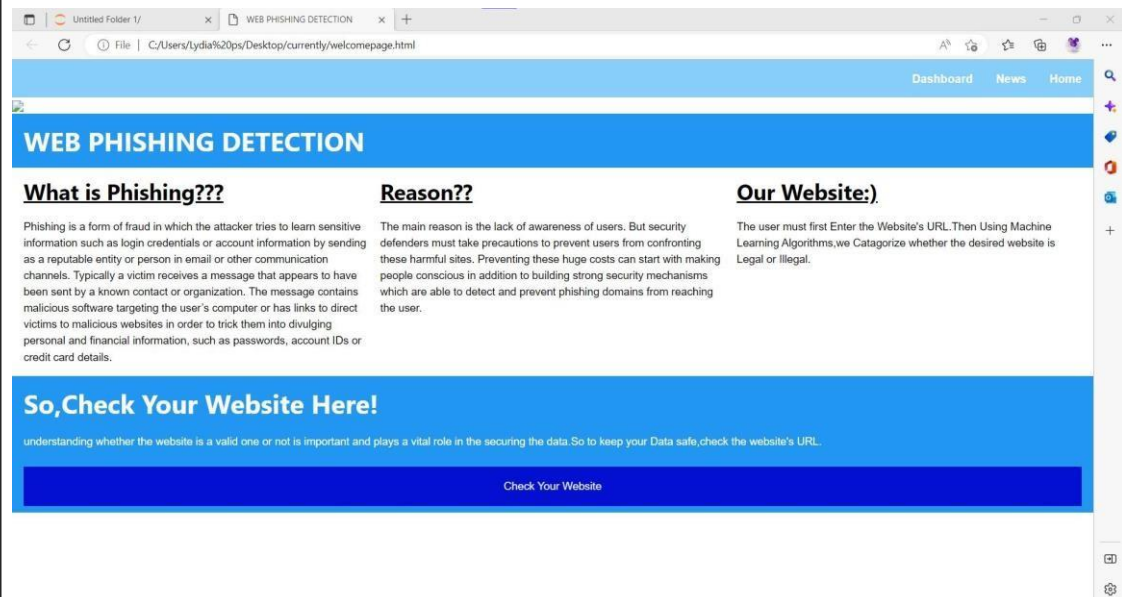 Untitled Folder 1/
WEB PHISHING DETECTION
File | C:/Users/Lydia%20ps/Desktop/currently/welcomepage.html
Dashboard News Home
WEB PHISHING DETECTION
What is Phishing???
Phishing is a form of fraud in which the attacker tries to learn sensitive
information such as login credentials or account information by sending
as a reputable entity or person in email or other communication
channels. Typically a victim receives a message that appears to have
been sent by a known contact or organization. The message contains
malicious software targeting the user's computer or has links to direct
victims to malicious websites in order to trick them into divulging
personal and financial information, such as passwords, account IDs or
credit card details.
Reason??
The main reason is the lack of awareness of users. But security
defenders must take precautions to prevent users from confronting
these harmful sites. Preventing these huge costs can start with making
people conscious in addition to building strong security mechanisms
which are able to detect and prevent phishing domains from reaching
the user.
Our Website:)
The user must first Enter the Website's URL.Then Using Machine
Learning Algorithms,we Catagorize whether the desired website is
Legal or Illegal.
So,Check Your Website Here!
understanding whether the website is a valid one or not is important and plays a vital role in the securing the data.So to keep your Data safe,check the website's URL.
Check Your Website